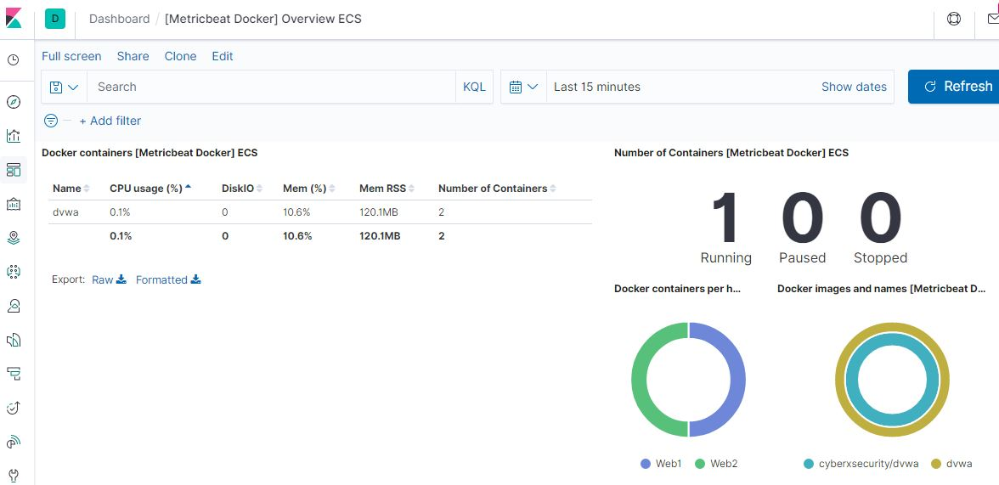 D Dashboard / [Metricbeat Docker] Overview ECS
Full screen Share Clone Edit
Search KQL Last 15 minutes Show dates Refresh
+ Add filter
Docker containers [Metricbeat Docker] ECS
Name CPU usage (%) DiskIO Mem (%) Mem RSS Number of Containers
dvwa 0.1% 0 10.6% 120.1MB 2
0.1% 0 10.6% 120.1MB 2
Export: Raw Formatted
Number of Containers [Metricbeat Docker] ECS
1 0 0
Running Paused Stopped
Docker containers per h...
Web1 Web2
Docker images and names [Metricbeat D...
cyberxsecurity/dvwa dvwa